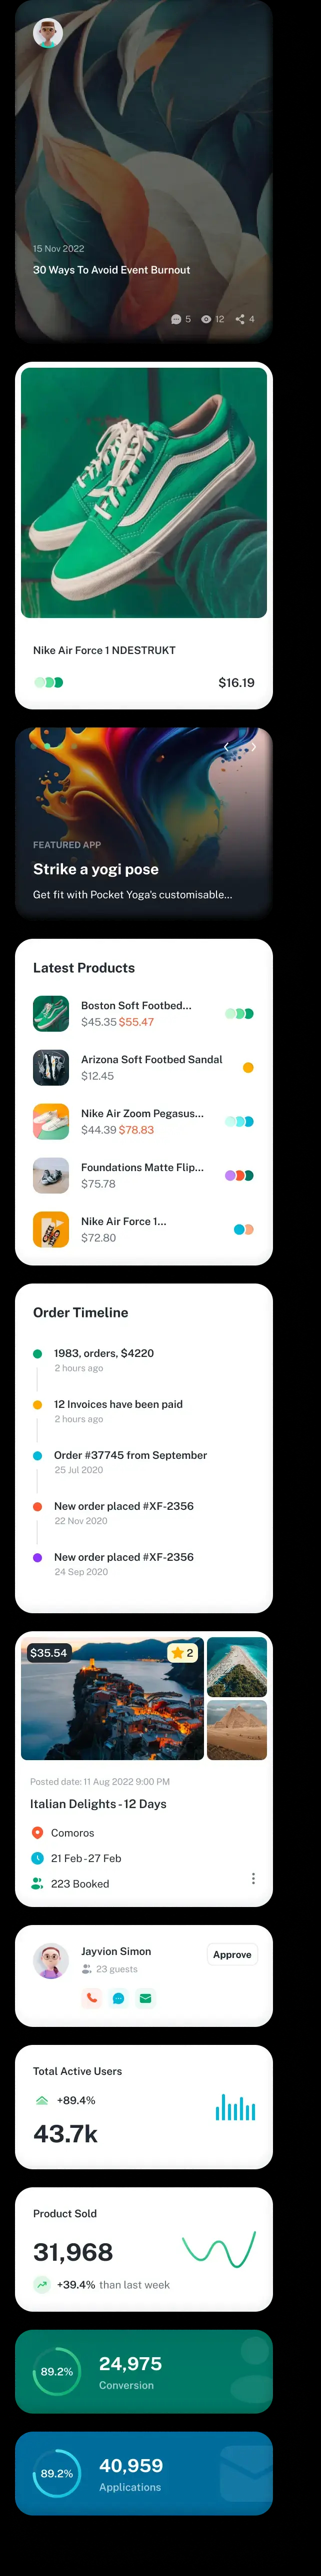 15 Nov 2022
30 Ways To Avoid Event Burnout
5 12 4
Nike Air Force 1 NDESTRUKT
$16.19
FEATURED APP
Strike a yogi pose
Get fit with Pocket Yoga's customisable...
Latest Products
Boston Soft Footbed...
$45.35 $55.47
Arizona Soft Footbed Sandal
$12.45
Nike Air Zoom Pegasus...
$44.39 $78.83
Foundations Matte Flip...
$75.78
Nike Air Force 1...
$72.80
Order Timeline
1983, orders, $4220
2 hours ago
12 Invoices have been paid
2 hours ago
Order #37745 from September
25 Jul 2020
New order placed #XF-2356
22 Nov 2020
New order placed #XF-2356
24 Sep 2020
$35.54 2
Posted date: 11 Aug 2022 9:00 PM
Italian Delights - 12 Days
Comoros
21 Feb - 27 Feb
223 Booked
Jayvion Simon
Approve
23 guests
Total Active Users
+89.4%
43.7k
Product Sold
31,968
+39.4% than last week
89.2% 24,975
Conversion
89.2% 40,959
Applications